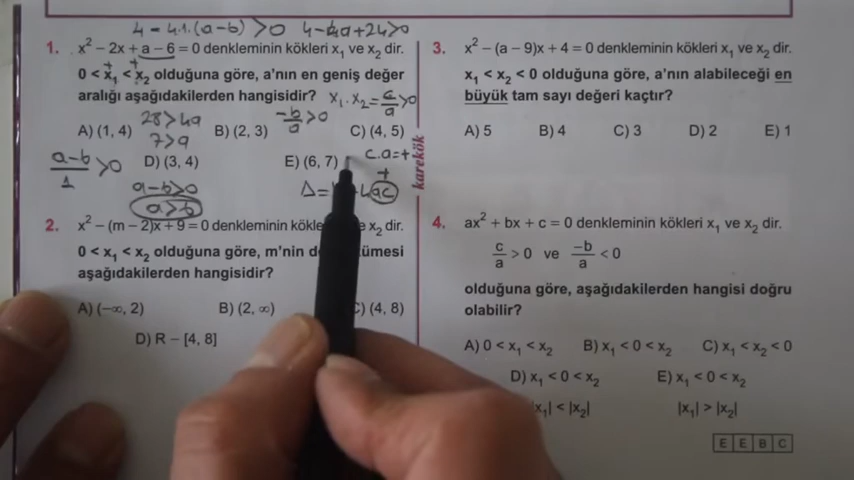 4 - 4.1.(a-6) >0 4-4a+24>0
1. x² − 2x + a − 6 = 0 denkleminin kökleri x₁ ve x₂ dir.
0 < x₁ < x₂ olduğuna göre, a'nın en geniş değer
aralığı aşağıdakilerden hangisidir? x₁.x₂=c/a>0
28>4a -b/a>0
A) (1, 4) B) (2, 3) C) (4, 5)
7>a
a-6/1 >0 D) (3, 4) E) (6, 7) c.a=+
a-6>0 Δ=
a>6
2. x² − (m − 2)x + 9 = 0 denklemin x₂ dir.
0 < x₁ < x₂ olduğuna göre, m'nin
aşağıdakilerden hangisidir?
A) (−∞, 2) B) (2, ∞) C) (4, 8)
D) R − [4, 8]
karekök
3. x² − (a − 9)x + 4 = 0 denkleminin kökleri x₁ ve x₂ dir.
x₁ < x₂ < 0 olduğuna göre, a'nın alabileceği en
büyük tam sayı değeri kaçtır?
A) 5 B) 4 C) 3 D) 2 E) 1
4. ax² + bx + c = 0 denkleminin kökleri x₁ ve x₂ dir.
c/a > 0 ve −b/a < 0
olduğuna göre, aşağıdakilerden hangisi doğru
olabilir?
A) 0 < x₁ < x₂ B) x₁ < 0 < x₂ C) x₁ < x₂ < 0
D) x₁ < 0 < x₂ E) x₁ < 0 < x₂
|x₁| < |x₂| |x₁| > |x₂|
E E B C